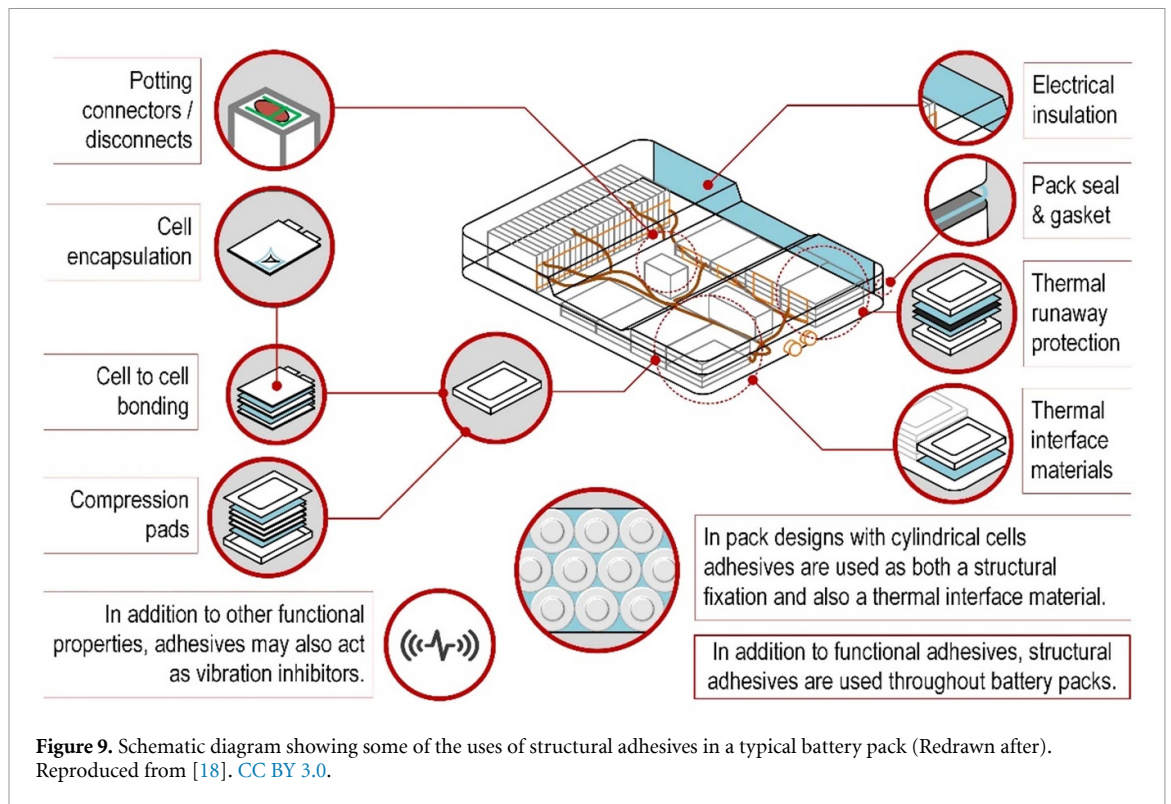 Potting
connectors /
disconnects
Cell
encapsulation
Cell to cell
bonding
Compression
pads
In addition to other functional
properties, adhesives may also act
as vibration inhibitors.
Electrical
insulation
Pack seal
& gasket
Thermal
runaway
protection
Thermal
interface
materials
In pack designs with cylindrical cells
adhesives are used as both a structural
fixation and also a thermal interface material.
In addition to functional adhesives, structural
adhesives are used throughout battery packs.
Figure 9. Schematic diagram showing some of the uses of structural adhesives in a typical battery pack (Redrawn after).
Reproduced from [18]. CC BY 3.0.